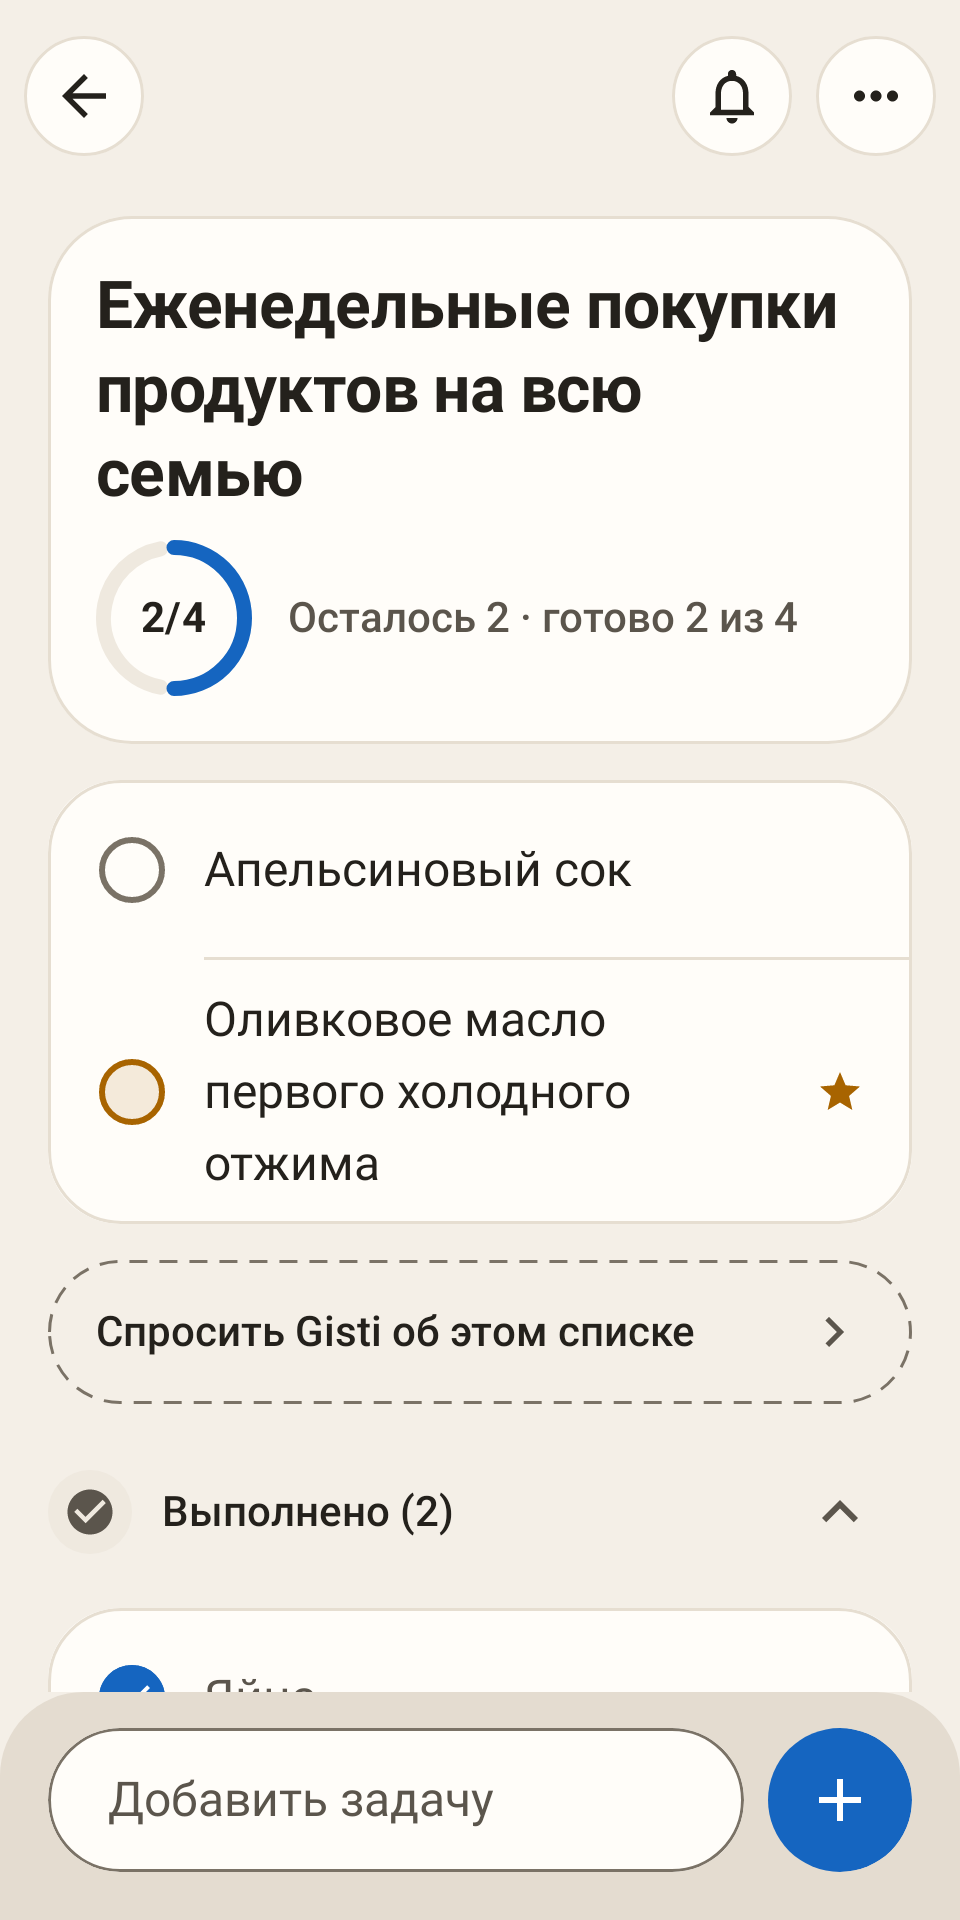 Еженедельные покупки
продуктов на всю
семью
2/4
Осталось 2 · готово 2 из 4
Апельсиновый сок
Оливковое масло
первого холодного
отжима
Спросить Gisti об этом списке
Выполнено (2)
Добавить задачу